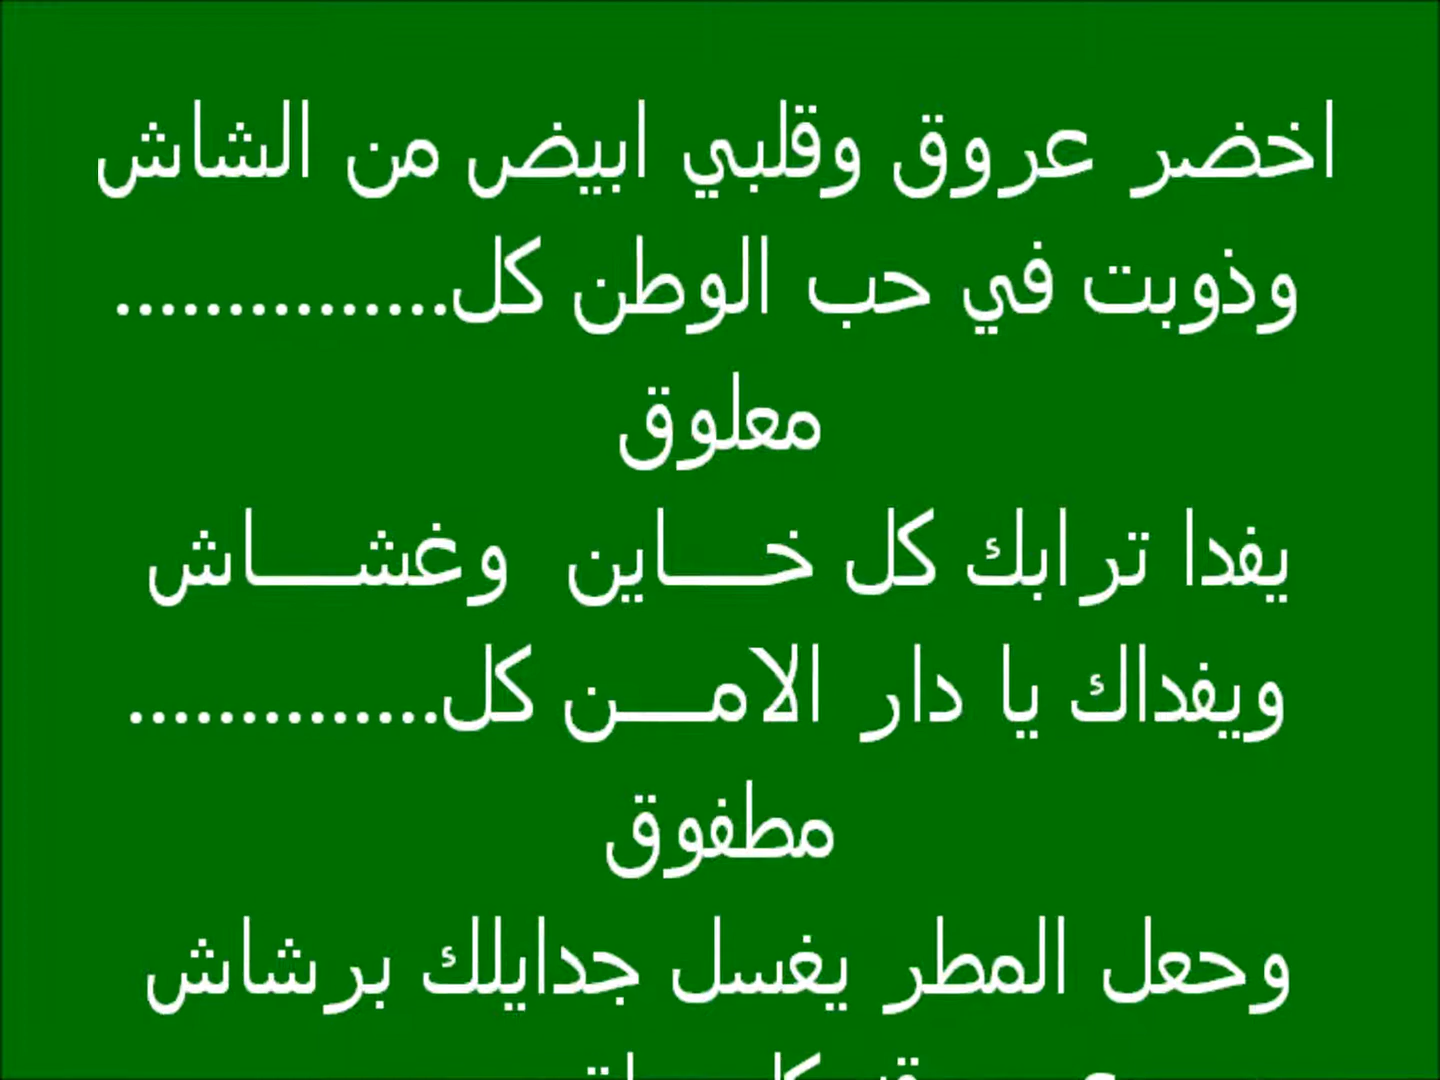 اخضر عروق وقلبي ابيض من الشاش
وذوبت في حب الوطن كل...............
معلوق
يفدا ترابك كل خـــاين وغشـــاش
ويفداك يا دار الامـــن كل..............
مطفوق
وحعل المطر يغسل جدايلك برشاش